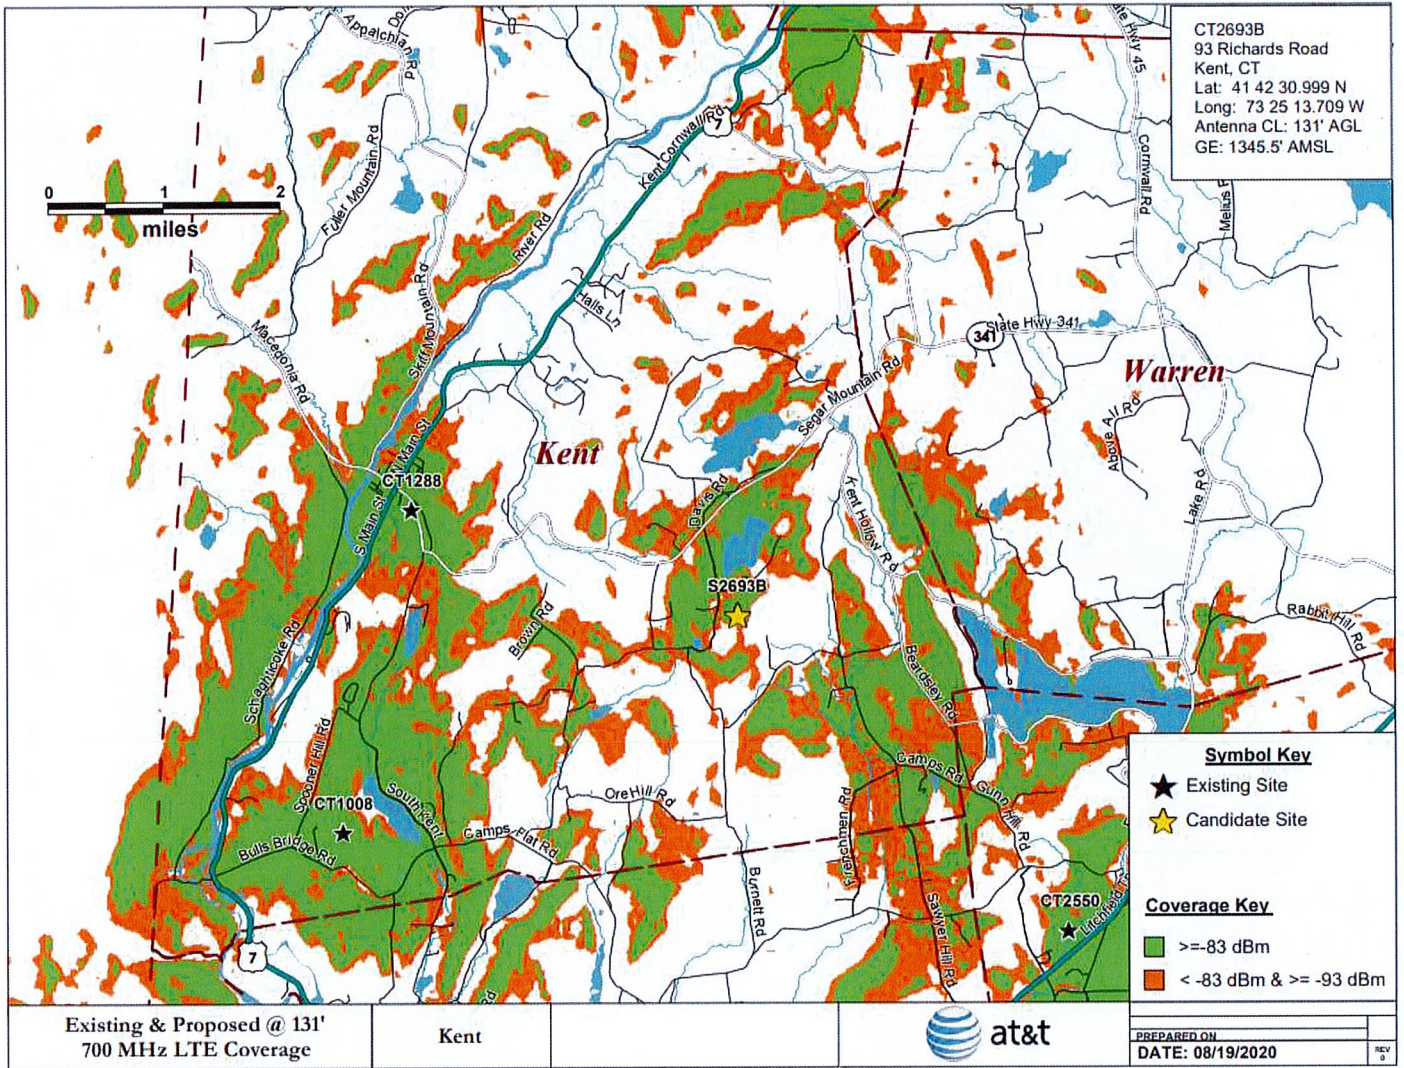 CT2693B
93 Richards Road
Kent, CT
Lat: 41 42 30.999 N
Long: 73 25 13.709 W
Antenna CL: 131' AGL
GE: 1345.5' AMSL
Appalchian Rd
Cornwall Rd
0 1 2
miles
Fuller Mountain Rd
Kent Cornwall Rd
7
River Rd
Skiff Mountain Rd
Halls Ln
Macedonia Rd
State Hwy 341
341
Warren
Segar Mountain Rd
Above All Rd
Kent
N Main St
CT1288
S Main St
Davis Rd
Kent Hollow Rd
Lake Rd
S2693B
Brown Rd
Rabbit Hill Rd
Schaghticoke Rd
Beardsley Rd
Spooner Hill Rd
Camps Rd
Gunn Hill Rd
CT1008
South Kent
Ore Hill Rd
Camps Flat Rd
Bulls Bridge Rd
Frenchmen Rd
Burnett Rd
Sawyer Hill Rd
CT2550
7
Rd
Symbol Key
Existing Site
Candidate Site
Coverage Key
>=-83 dBm
< -83 dBm & >= -93 dBm
Existing & Proposed @ 131'
700 MHz LTE Coverage
Kent
at&t
PREPARED ON
DATE: 08/19/2020
REV
0